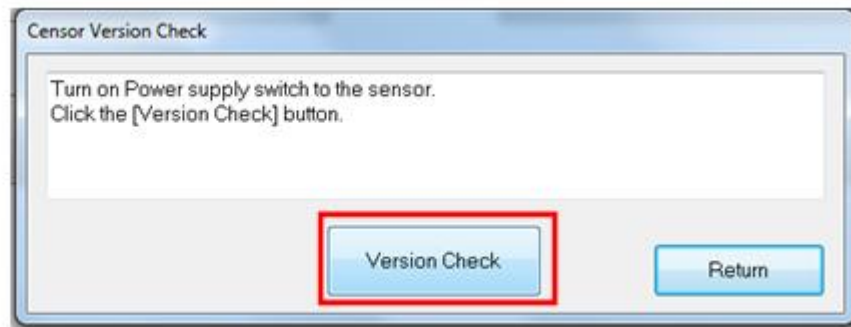 Censor Version Check
Turn on Power supply switch to the sensor.
Click the [Version Check] button.
Version Check
Return